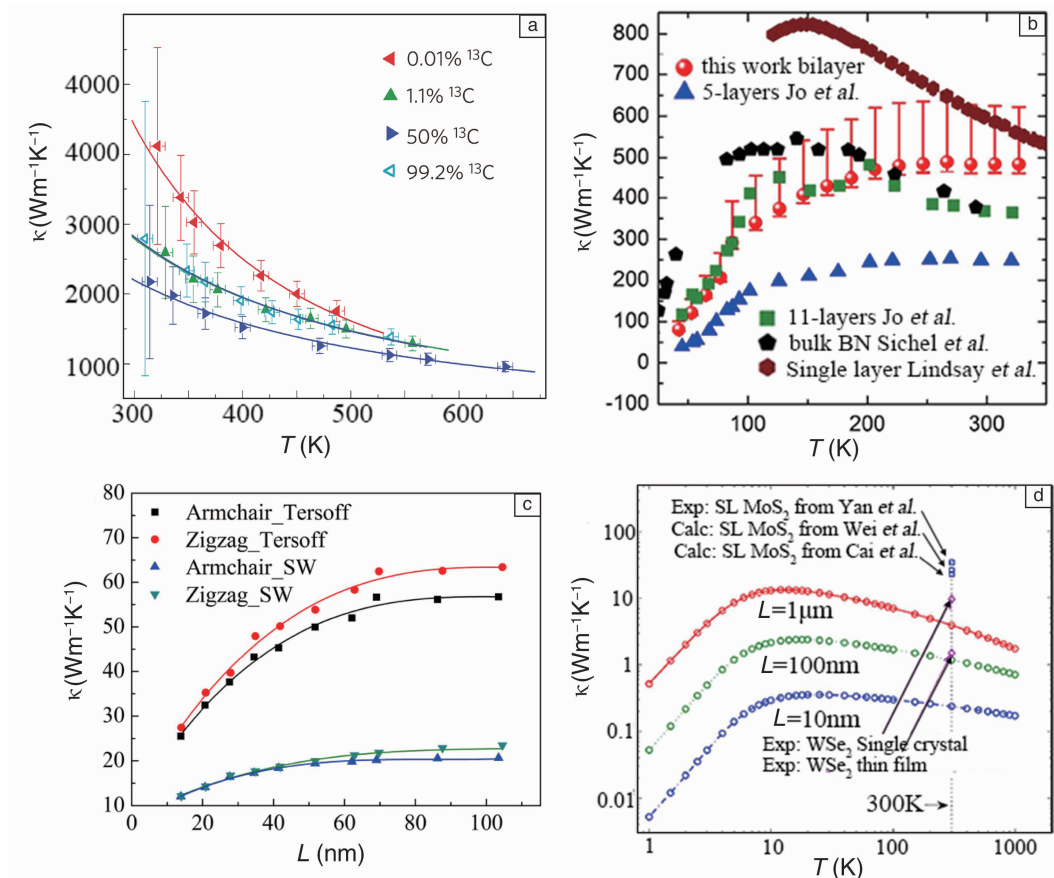 a
0.01% ¹³C
1.1% ¹³C
50% ¹³C
99.2% ¹³C
4000
4000
3000
2000
1000
κ(Wm⁻¹K⁻¹)
300
400
500
600
T (K)
b
this work bilayer
5-layers Jo et al.
11-layers Jo et al.
bulk BN Sichel et al.
Single layer Lindsay et al.
800
700
600
500
400
300
200
100
0
-100
κ(Wm⁻¹K⁻¹)
100
200
300
T (K)
c
Armchair_Tersoff
Zigzag_Tersoff
Armchair_SW
Zigzag_SW
80
70
60
50
40
30
20
10
0
κ(Wm⁻¹K⁻¹)
0
20
40
60
80
100
L (nm)
d
Exp: SL MoS₂ from Yan et al.
Calc: SL MoS₂ from Wei et al.
Calc: SL MoS₂ from Cai et al.
L=1μm
L=100nm
L=10nm
Exp: WSe₂ Single crystal
Exp: WSe₂ thin film
300K
100
10
1
0.1
0.01
κ(Wm⁻¹K⁻¹)
1
10
100
1000
T (K)